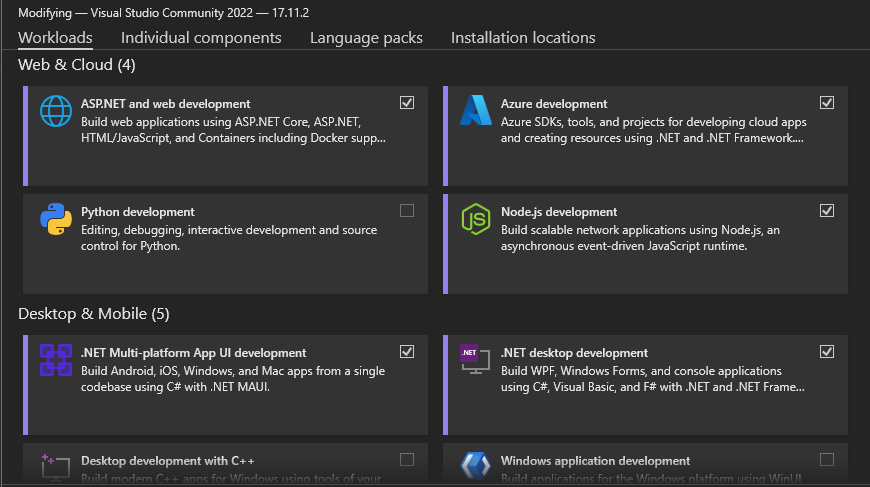 Modifying — Visual Studio Community 2022 — 17.11.2
Workloads Individual components Language packs Installation locations
Web & Cloud (4)
ASP.NET and web development
Build web applications using ASP.NET Core, ASP.NET,
HTML/JavaScript, and Containers including Docker supp...
Azure development
Azure SDKs, tools, and projects for developing cloud apps
and creating resources using .NET and .NET Framework....
Python development
Editing, debugging, interactive development and source
control for Python.
JS
Node.js development
Build scalable network applications using Node.js, an
asynchronous event-driven JavaScript runtime.
Desktop & Mobile (5)
.NET Multi-platform App UI development
Build Android, iOS, Windows, and Mac apps from a single
codebase using C# with .NET MAUI.
.NET
.NET desktop development
Build WPF, Windows Forms, and console applications
using C#, Visual Basic, and F# with .NET and .NET Frame...
Desktop development with C++
Build modern C++ apps for Windows using tools of your
Windows application development
Build applications for the Windows platform using WinUI